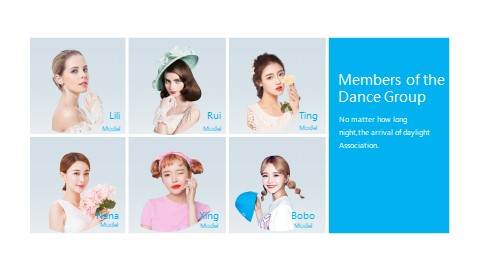 Lili
Model
Rui
Model
Ting
Model
Nana
Model
Xing
Model
Bobo
Model
Members of the
Dance Group
No matter how long
night,the arrival of daylight
Association.